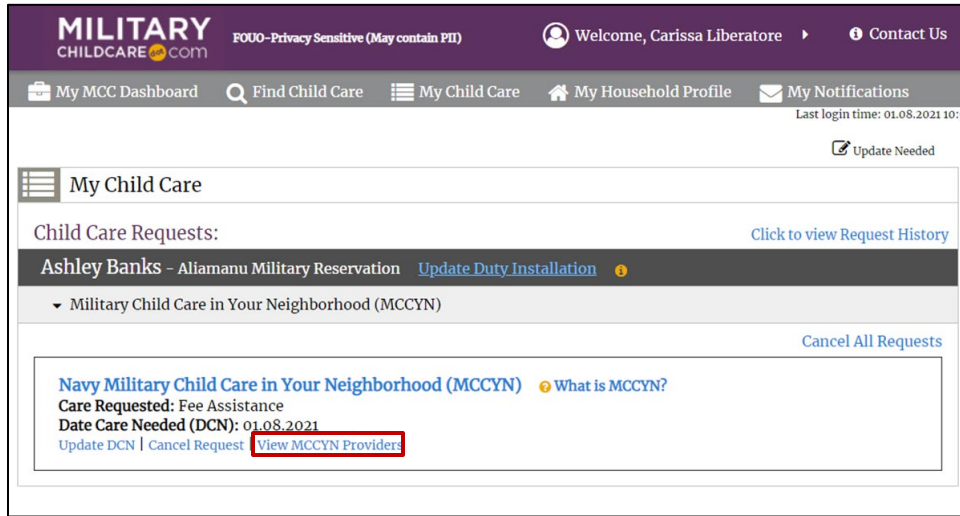 MILITARY
CHILDCARE dot COM
FOUO-Privacy Sensitive (May contain PII)
Welcome, Carissa Liberatore
Contact Us
My MCC Dashboard
Find Child Care
My Child Care
My Household Profile
My Notifications
Last login time: 01.08.2021 10:
Update Needed
My Child Care
Child Care Requests:
Click to view Request History
Ashley Banks - Aliamanu Military Reservation Update Duty Installation
Military Child Care in Your Neighborhood (MCCYN)
Cancel All Requests
Navy Military Child Care in Your Neighborhood (MCCYN) What is MCCYN?
Care Requested: Fee Assistance
Date Care Needed (DCN): 01.08.2021
Update DCN | Cancel Request | View MCCYN Providers